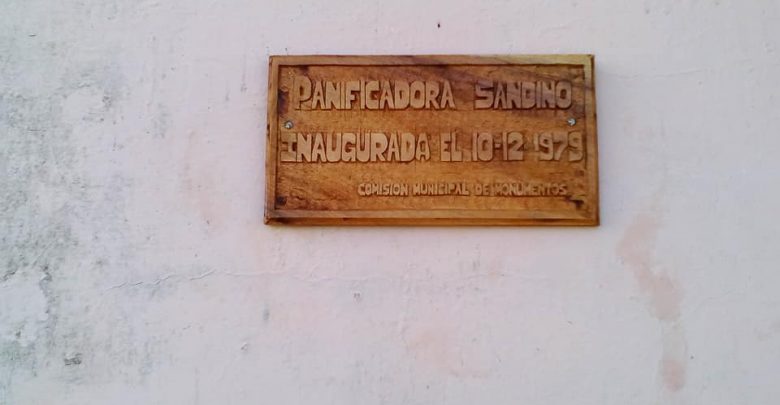 PANIFICADORA SANDINO
INAUGURADA EL 10-12 1979
COMISION MUNICIPAL DE MONUMENTOS